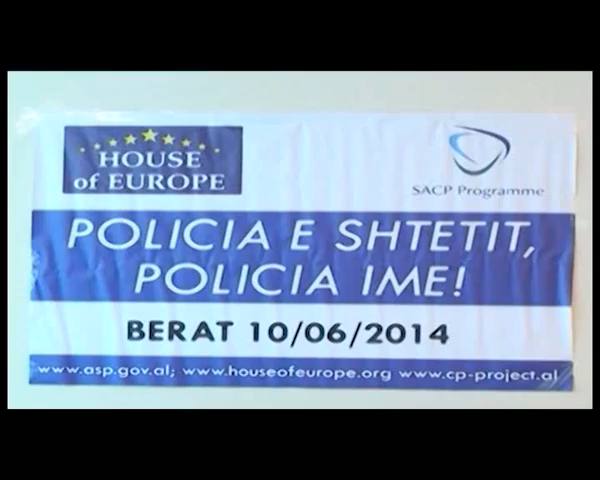 HOUSE
of EUROPE
SACP Programme
POLICIA E SHTETIT,
POLICIA IME!
BERAT 10/06/2014
www.asp.gov.al; www.houseofeurope.org www.cp-project.al